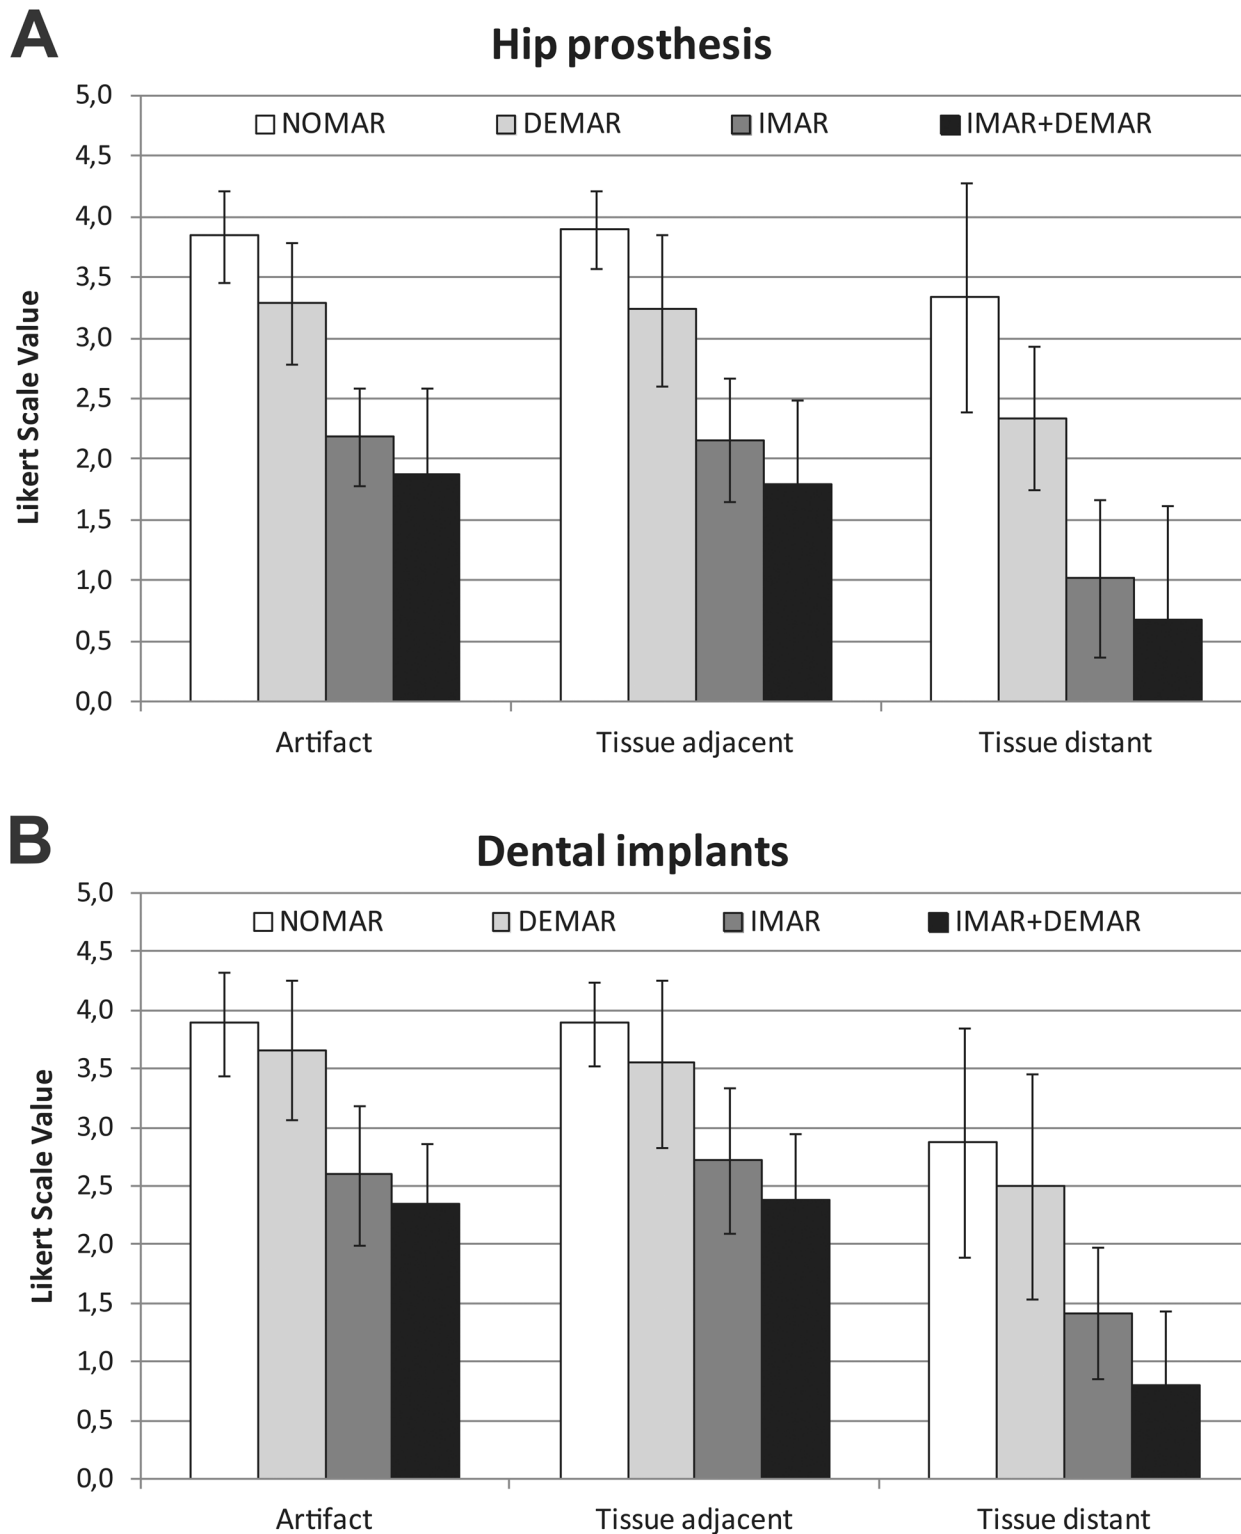 A
Hip prosthesis
5,0
NOMAR DEMAR IMAR IMAR+DEMAR
4,5
4,0
3,5
3,0
2,5
2,0
1,5
1,0
0,5
0,0
Likert Scale Value
Artifact Tissue adjacent Tissue distant
B
Dental implants
5,0
NOMAR DEMAR IMAR IMAR+DEMAR
4,5
4,0
3,5
3,0
2,5
2,0
1,5
1,0
0,5
0,0
Likert Scale Value
Artifact Tissue adjacent Tissue distant